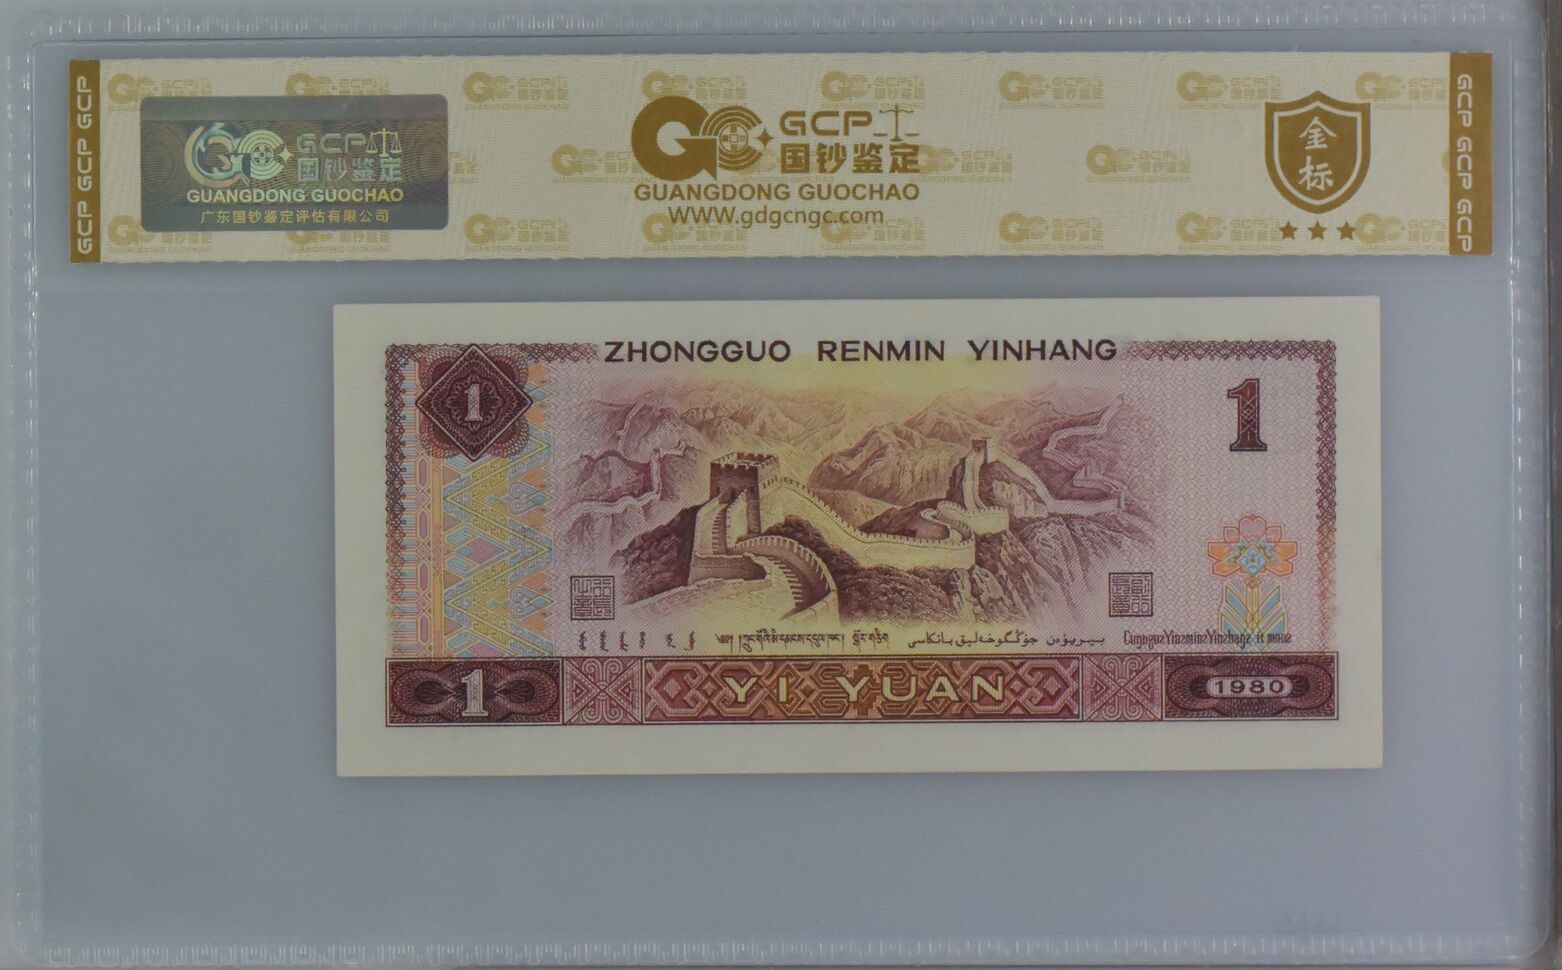 GCP GCP GCP
GCP 国钞鉴定
GUANGDONG GUOCHAO
广东国钞鉴定评估有限公司
GCP
国钞鉴定
GUANGDONG GUOCHAO
WWW.gdgcngc.com
金标
GCP GCP GCP
ZHONGGUO RENMIN YINHANG
1
1
YI YUAN
1
1980